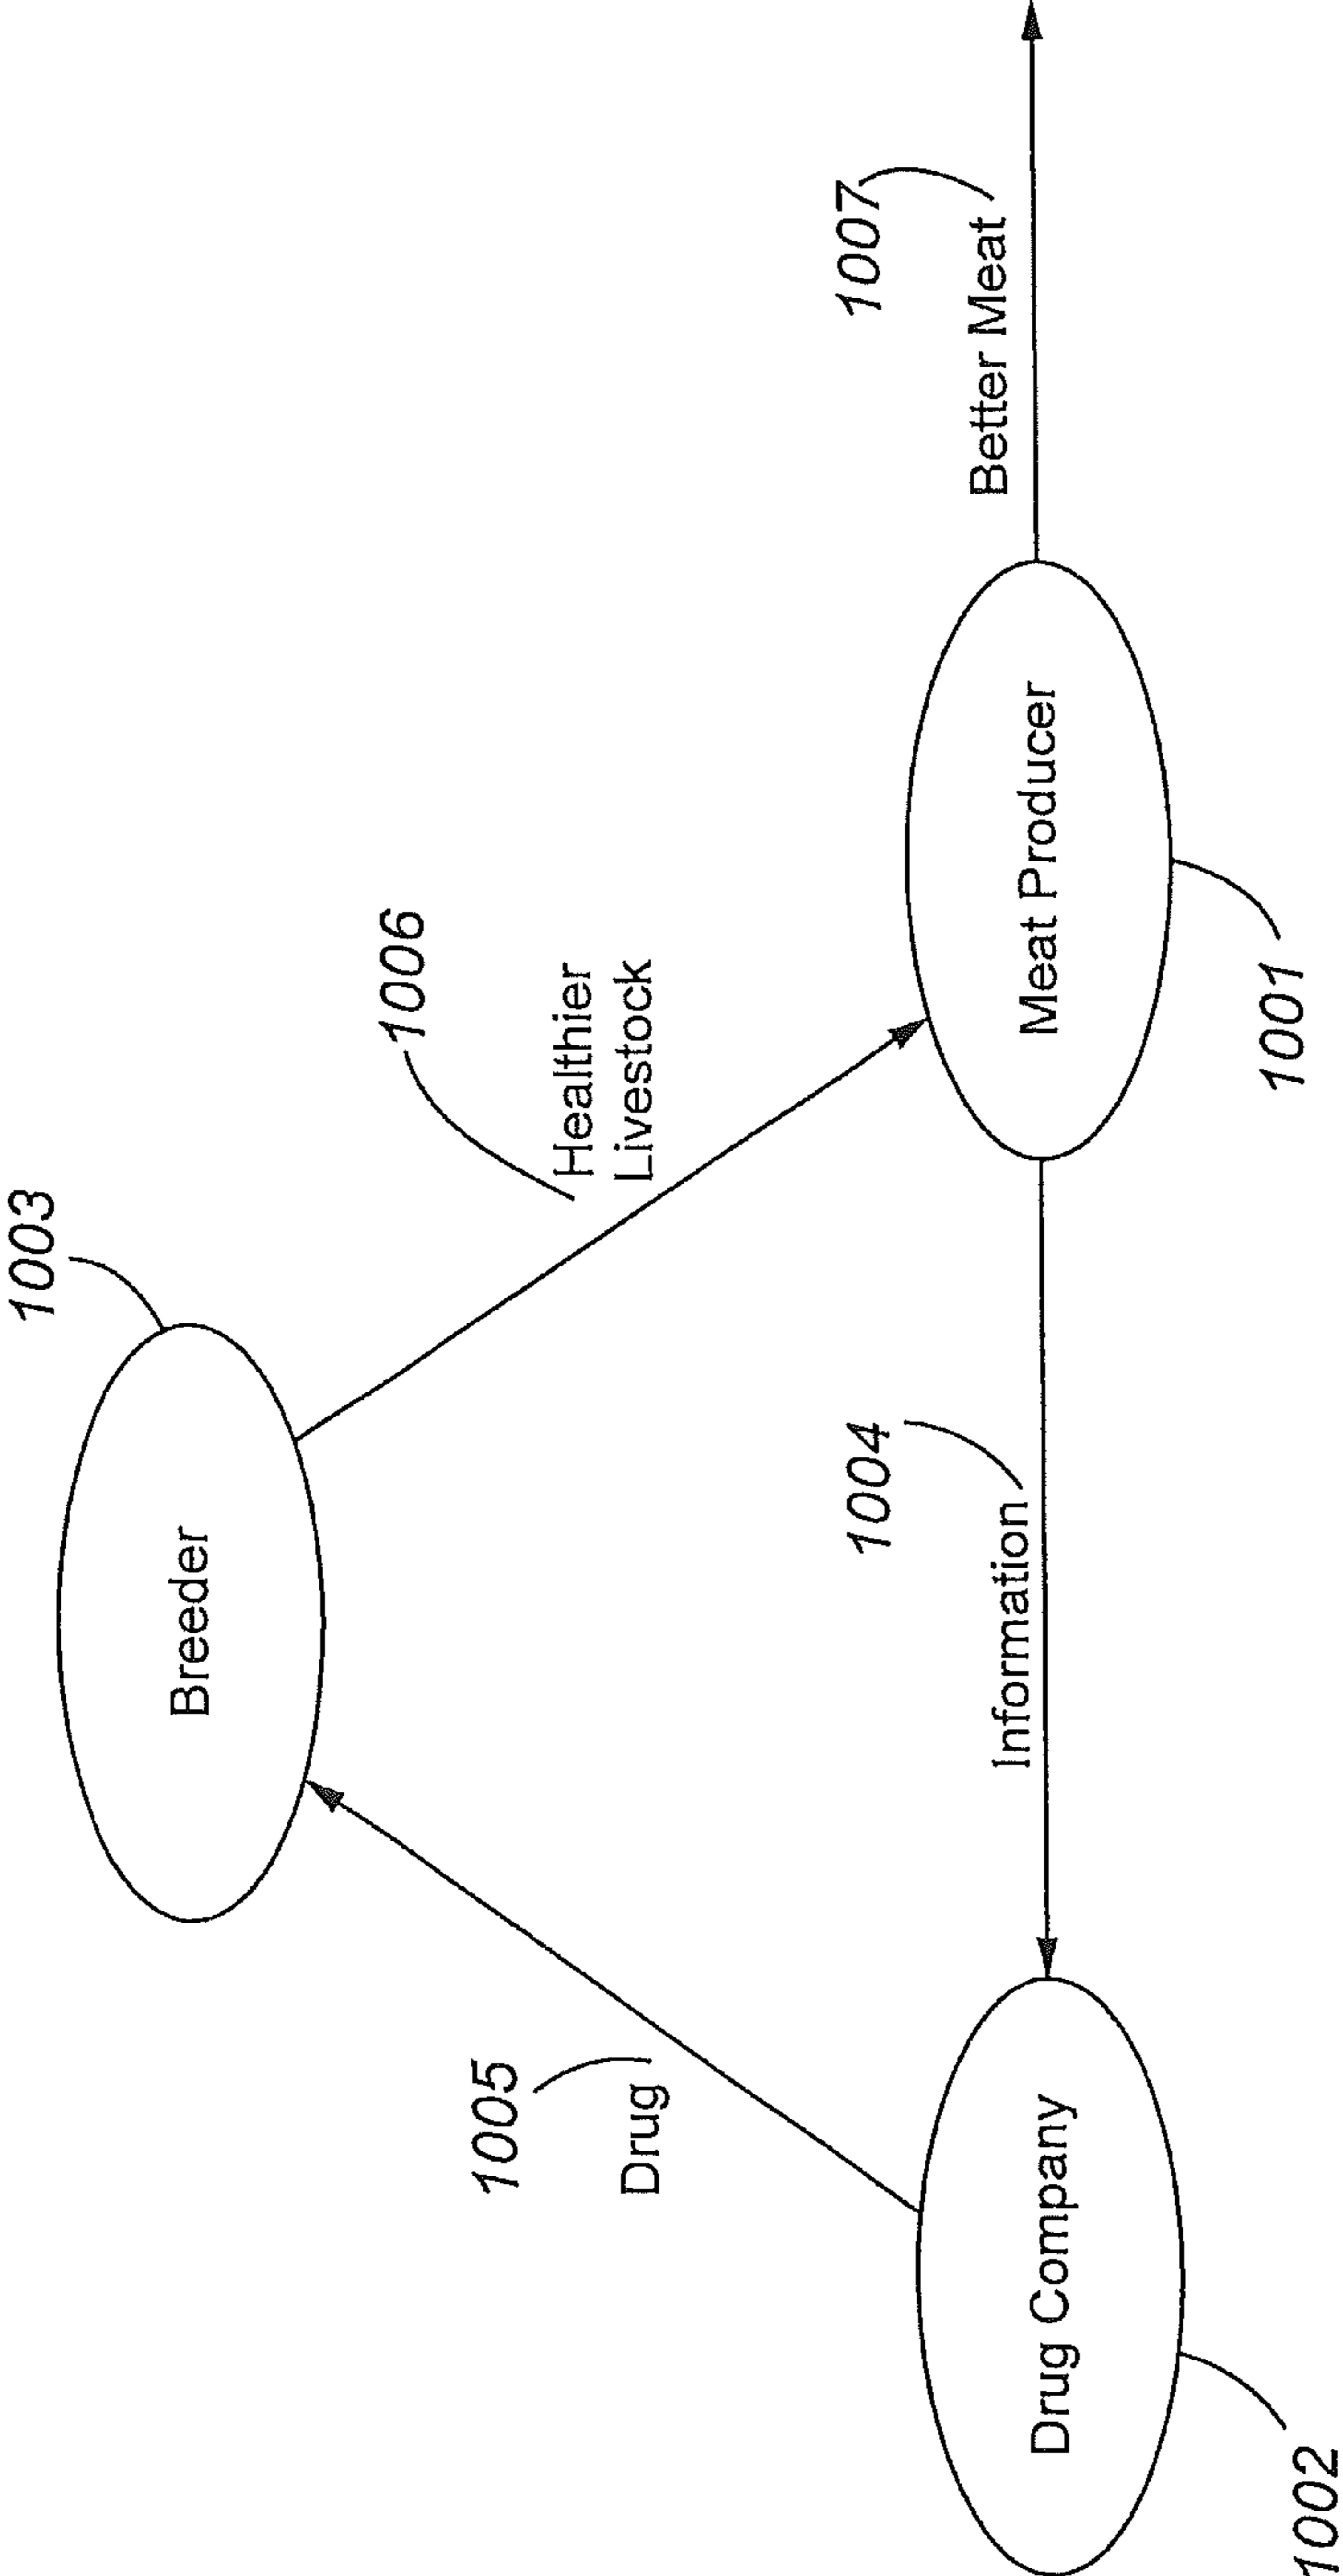 1003
Breeder
1006
Healthier
Livestock
1005
Drug
1007
Better Meat
1004
Information
Drug Company
Meat Producer
1002
1001